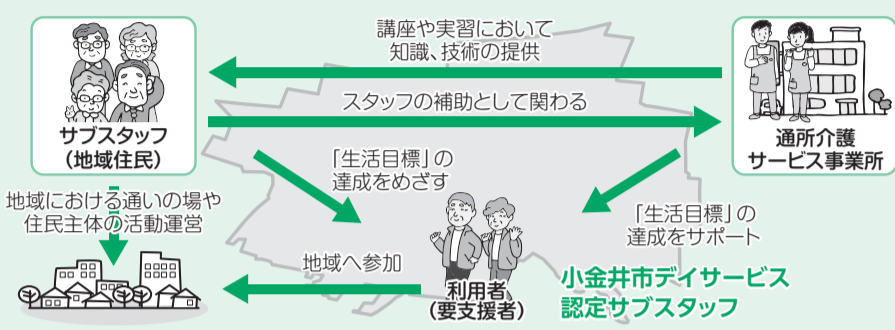 講座や実習において
知識、技術の提供
スタッフの補助として関わる
サブスタッフ
(地域住民)
通所介護
サービス事業所
「生活目標」の
達成をめざす
地域における通いの場や
住民主体の活動運営
「生活目標」の
達成をサポート
地域へ参加
利用者
(要支援者)
小金井市デイサービス
認定サブスタッフ